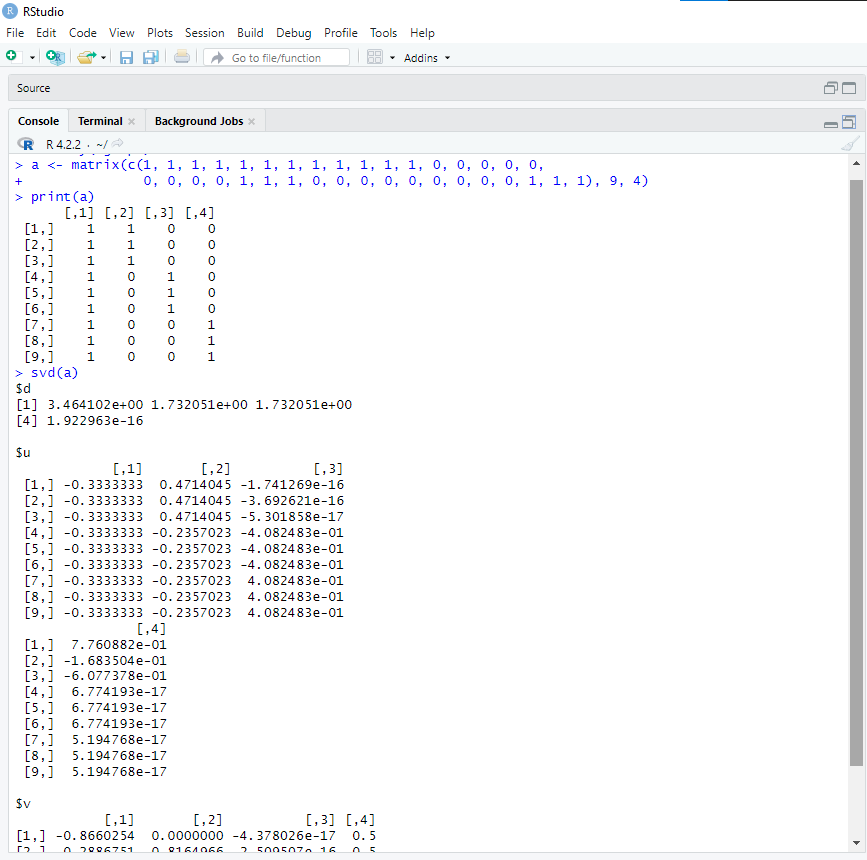 RStudio
File Edit Code View Plots Session Build Debug Profile Tools Help
Go to file/function Addins
Source
Console Terminal Background Jobs
R 4.2.2 · ~/
> a <- matrix(c(1, 1, 1, 1, 1, 1, 1, 1, 1, 1, 1, 1, 0, 0, 0, 0, 0,
+ 0, 0, 0, 0, 1, 1, 1, 0, 0, 0, 0, 0, 0, 0, 0, 0, 1, 1, 1), 9, 4)
> print(a)
[,1] [,2] [,3] [,4]
[1,] 1 1 0 0
[2,] 1 1 0 0
[3,] 1 1 0 0
[4,] 1 0 1 0
[5,] 1 0 1 0
[6,] 1 0 1 0
[7,] 1 0 0 1
[8,] 1 0 0 1
[9,] 1 0 0 1
> svd(a)
$d
[1] 3.464102e+00 1.732051e+00 1.732051e+00
[4] 1.922963e-16
$u
[,1] [,2] [,3]
[1,] -0.3333333 0.4714045 -1.741269e-16
[2,] -0.3333333 0.4714045 -3.692621e-16
[3,] -0.3333333 0.4714045 -5.301858e-17
[4,] -0.3333333 -0.2357023 -4.082483e-01
[5,] -0.3333333 -0.2357023 -4.082483e-01
[6,] -0.3333333 -0.2357023 -4.082483e-01
[7,] -0.3333333 -0.2357023 4.082483e-01
[8,] -0.3333333 -0.2357023 4.082483e-01
[9,] -0.3333333 -0.2357023 4.082483e-01
[,4]
[1,] 7.760882e-01
[2,] -1.683504e-01
[3,] -6.077378e-01
[4,] 6.774193e-17
[5,] 6.774193e-17
[6,] 6.774193e-17
[7,] 5.194768e-17
[8,] 5.194768e-17
[9,] 5.194768e-17
$v
[,1] [,2] [,3] [,4]
[1,] -0.8660254 0.0000000 -4.378026e-17 0.5